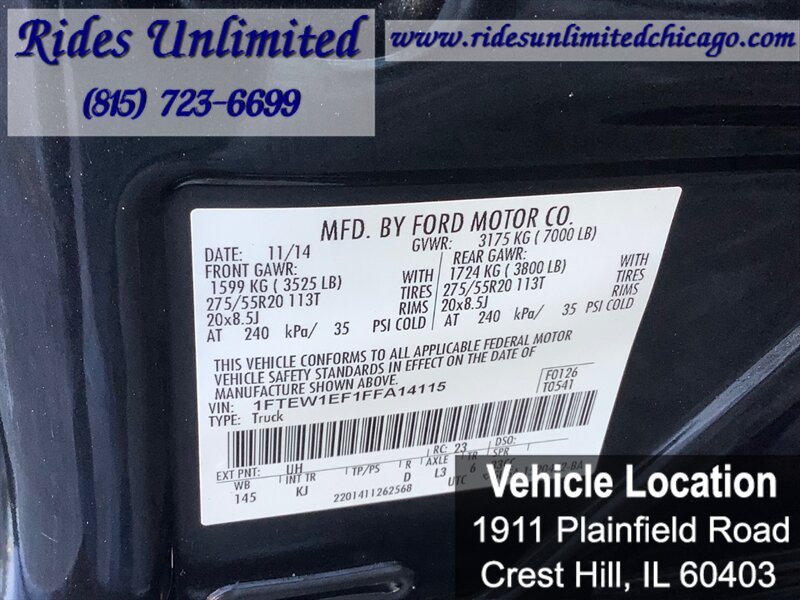 Rides Unlimited
(815) 723-6699
www.ridesunlimitedchicago.com
MFD. BY FORD MOTOR CO.
DATE: 11/14
GVWR: 3175 KG ( 7000 LB)
FRONT GAWR:
1599 KG ( 3525 LB) WITH
275/55R20 113T TIRES
20x8.5J RIMS
AT 240 kPa/ 35 PSI COLD
REAR GAWR:
1724 KG ( 3800 LB) WITH
275/55R20 113T TIRES
20x8.5J RIMS
AT 240 kPa/ 35 PSI COLD
THIS VEHICLE CONFORMS TO ALL APPLICABLE FEDERAL MOTOR
VEHICLE SAFETY STANDARDS IN EFFECT ON THE DATE OF
MANUFACTURE SHOWN ABOVE.
VIN: 1FTEW1EF1FFA14115
TYPE: Truck
F0126
T0541
RC: 23 DSO:
EXT PNT: UH
WB INT TR TP/PS R AXLE TR SPR
145 KJ D L3 6
2201411262568
UTC
Vehicle Location
1911 Plainfield Road
Crest Hill, IL 60403